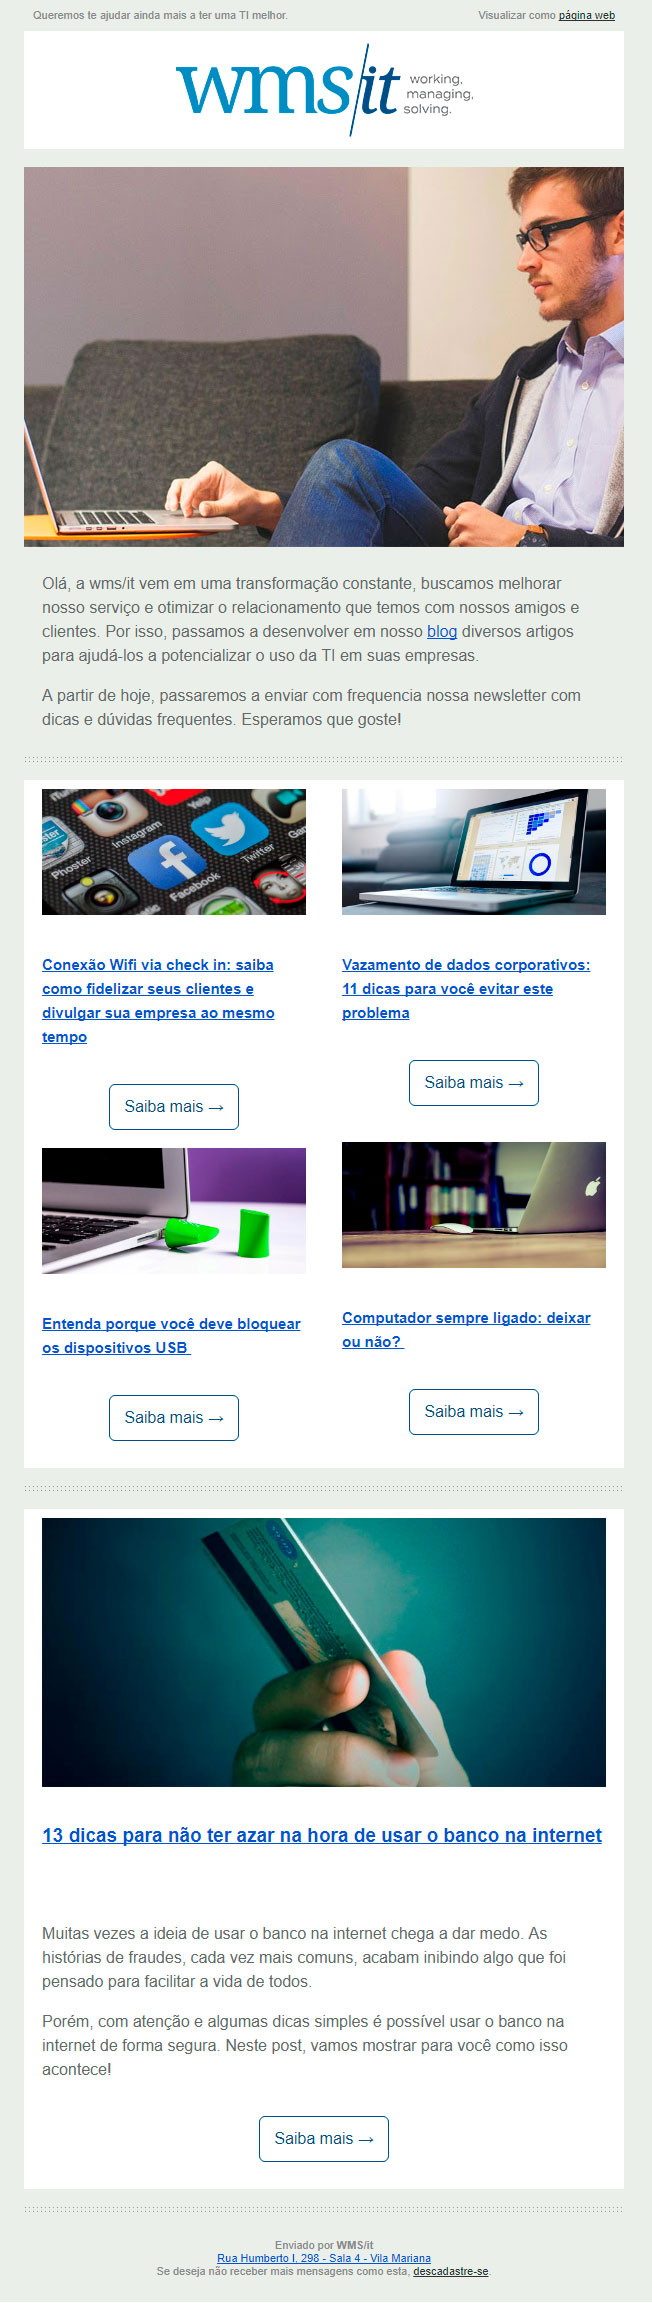 Queremos te ajudar ainda mais a ter uma TI melhor.
Visualizar como página web
wms/it
working,
managing,
solving.
Olá, a wms/it vem em uma transformação constante, buscamos melhorar
nosso serviço e otimizar o relacionamento que temos com nossos amigos e
clientes. Por isso, passamos a desenvolver em nosso blog diversos artigos
para ajudá-los a potencializar o uso da TI em suas empresas.
A partir de hoje, passaremos a enviar com frequencia nossa newsletter com
dicas e dúvidas frequentes. Esperamos que goste!
Yelp
Instagram
Twitter
Phoster
Facebook
Conexão Wifi via check in: saiba
como fidelizar seus clientes e
divulgar sua empresa ao mesmo
tempo
Saiba mais →
Vazamento de dados corporativos:
11 dicas para você evitar este
problema
Saiba mais →
Entenda porque você deve bloquear
os dispositivos USB
Saiba mais →
Computador sempre ligado: deixar
ou não?
Saiba mais →
13 dicas para não ter azar na hora de usar o banco na internet
Muitas vezes a ideia de usar o banco na internet chega a dar medo. As
histórias de fraudes, cada vez mais comuns, acabam inibindo algo que foi
pensado para facilitar a vida de todos.
Porém, com atenção e algumas dicas simples é possível usar o banco na
internet de forma segura. Neste post, vamos mostrar para você como isso
acontece!
Saiba mais →
Enviado por WMS/it
Rua Humberto I, 298 - Sala 4 - Vila Mariana
Se deseja não receber mais mensagens como esta, descadastre-se.